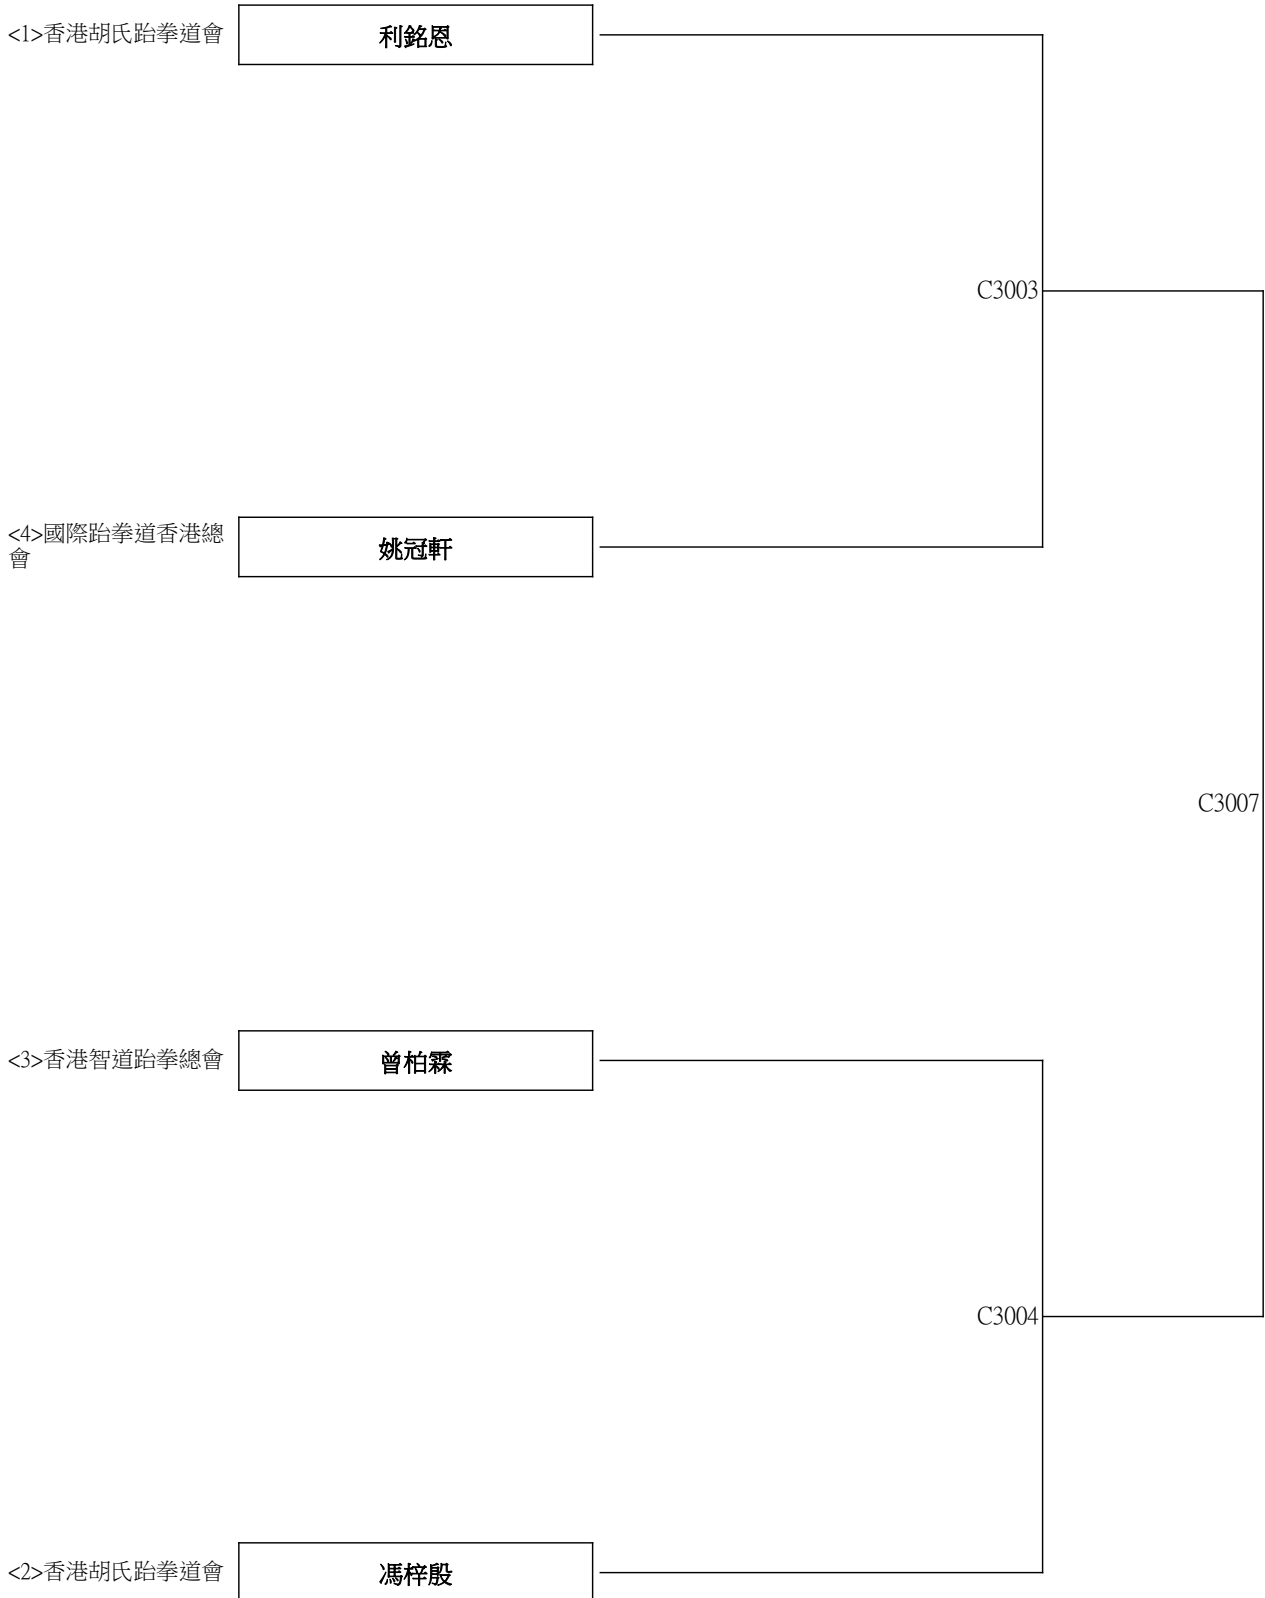 <1>香港胡氏跆拳道會
利銘恩
C3003
<4>國際跆拳道香港總
會
姚冠軒
C3007
<3>香港智道跆拳總會
曾柏霖
C3004
<2>香港胡氏跆拳道會
馮梓殷